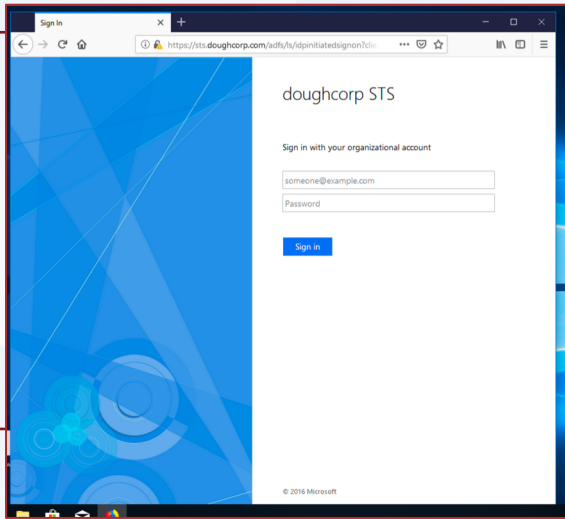 Sign In
https://sts.doughcorp.com/adfs/ls/idpinitiatedsignon?clie
doughcorp STS
Sign in with your organizational account
someone@example.com
Password
Sign in
© 2016 Microsoft